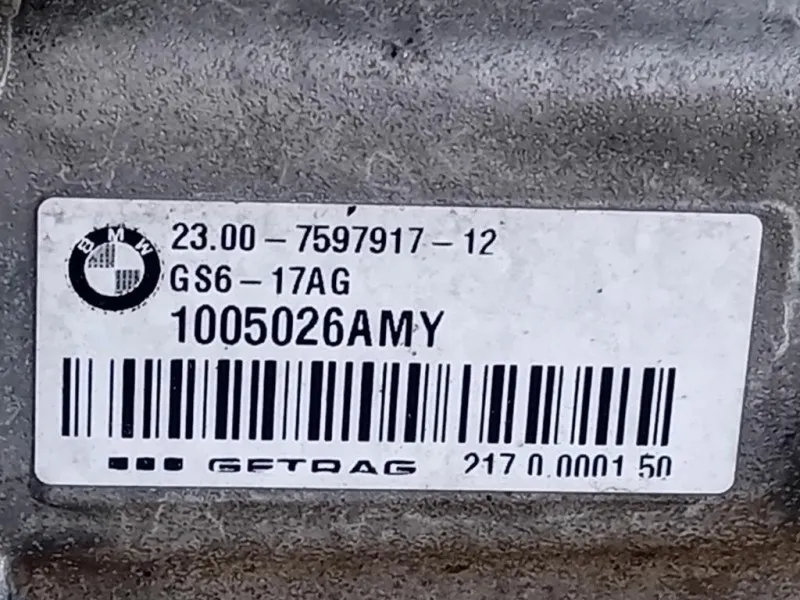 BMW
23.00-7597917-12
GS6-17AG
1005026AMY
GETRAG 217 0.0001 50